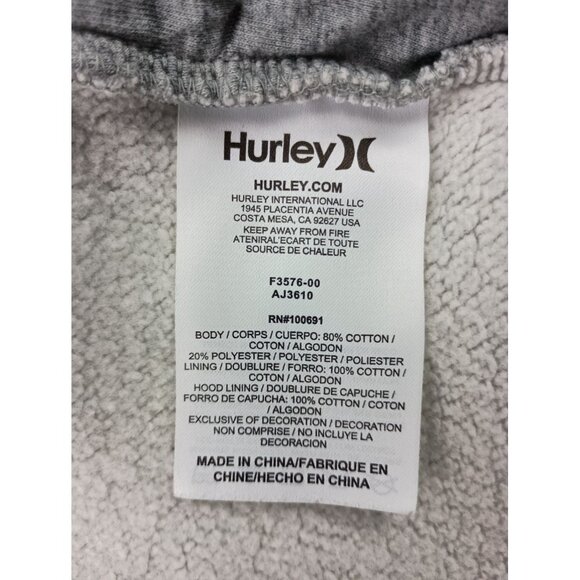 Hurley
HURLEY.COM
HURLEY INTERNATIONAL LLC
1945 PLACENTIA AVENUE
COSTA MESA, CA 92627 USA
KEEP AWAY FROM FIRE
ATENIRAL'ECART DE TOUTE
SOURCE DE CHALEUR
F3576-00
AJ3610
RN#100691
BODY / CORPS / CUERPO: 80% COTTON /
COTON / ALGODON
20% POLYESTER / POLYESTER / POLIESTER
LINING / DOUBLURE / FORRO: 100% COTTON
/ COTON / ALGODON
HOOD LINING / DOUBLURE DE CAPUCHE /
FORRO DE CAPUCHA: 100% COTTON / COTON
/ ALGODON
EXCLUSIVE OF DECORATION / DECORATION
NON COMPRISE / NO INCLUYE LA
DECORACION
MADE IN CHINA/FABRIQUE EN
CHINE/HECHO EN CHINA